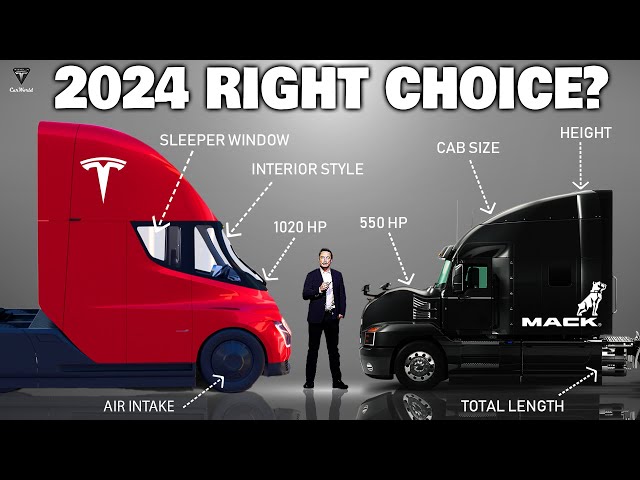 CarWorld
2024 RIGHT CHOICE?
SLEEPER WINDOW
INTERIOR STYLE
1020 HP
550 HP
CAB SIZE
HEIGHT
MACK
AIR INTAKE
TOTAL LENGTH